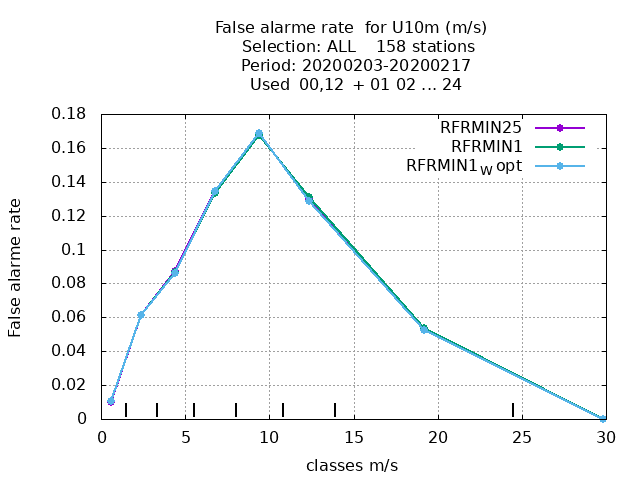 False alarme rate  for U10m (m/s)
Selection: ALL    158 stations
Period: 20200203-20200217
Used  00,12  + 01 02 ... 24
RFRMIN25
RFRMIN1
RFRMIN1W opt
False alarme rate
0.18
0.16
0.14
0.12
0.1
0.08
0.06
0.04
0.02
0
0 5 10 15 20 25 30
classes m/s